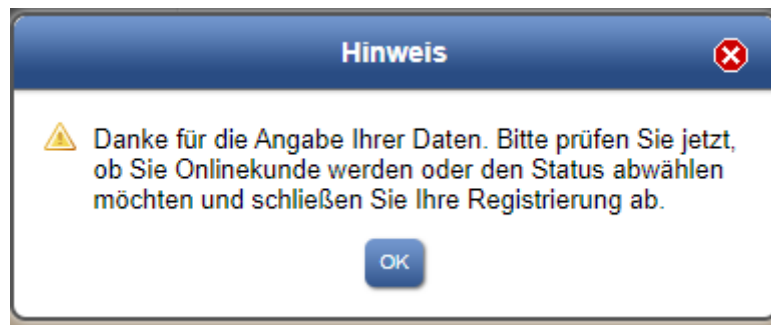 Hinweis
Danke für die Angabe Ihrer Daten. Bitte prüfen Sie jetzt,
ob Sie Onlinekunde werden oder den Status abwählen
möchten und schließen Sie Ihre Registrierung ab.
OK